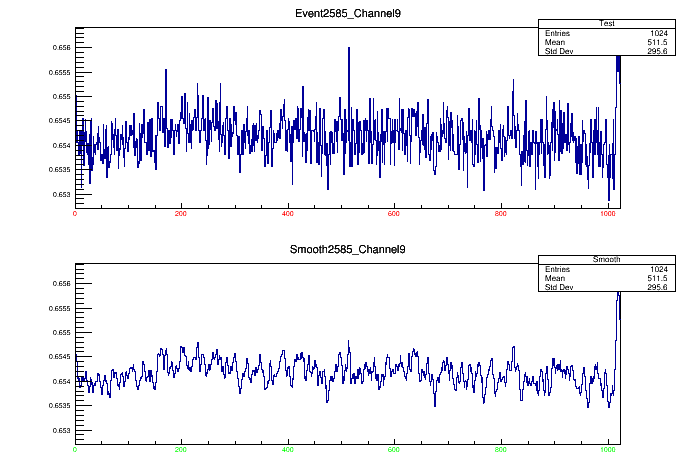 Event2585_Channel9
Test
Entries 1024
Mean 511.5
Std Dev 295.6
0.656
0.6555
0.655
0.6545
0.654
0.6535
0.653
0 200 400 600 800 1000
Smooth2585_Channel9
Smooth
Entries 1024
Mean 511.5
Std Dev 295.6
0.656
0.6555
0.655
0.6545
0.654
0.6535
0.653
0 200 400 600 800 1000